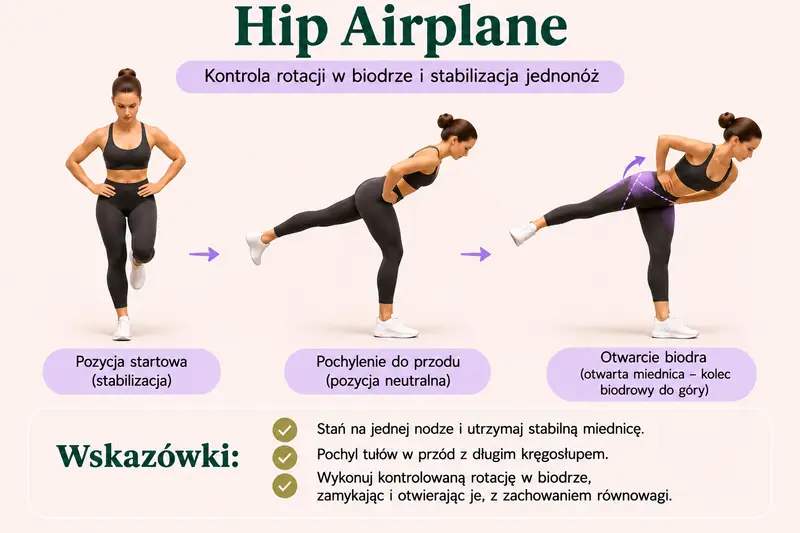 Hip Airplane
Kontrola rotacji w biodrze i stabilizacja jednonóż
Pozycja startowa
(stabilizacja)
Pochylenie do przodu
(pozycja neutralna)
Otwarcie biodra
(otwarta miednica – kolec
biodrowy do góry)
Wskazówki:
Stań na jednej nodze i utrzymaj stabilną miednicę.
Pochyl tułów w przód z długim kręgosłupem.
Wykonuj kontrolowaną rotację w biodrze,
zamykając i otwierając je, z zachowaniem równowagi.